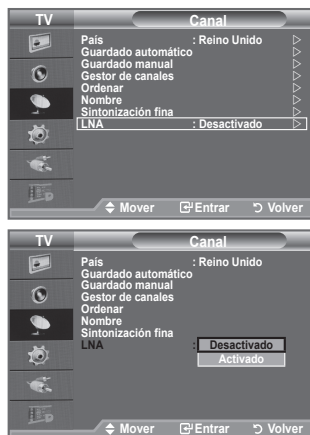 TV Canal
País : Reino Unido
Guardado automático
Guardado manual
Gestor de canales
Ordenar
Nombre
Sintonización fina
LNA : Desactivado
Mover Entrar Volver
TV Canal
País : Reino Unido
Guardado automático
Guardado manual
Gestor de canales
Ordenar
Nombre
Sintonización fina
LNA : Desactivado
Activado
Mover Entrar Volver